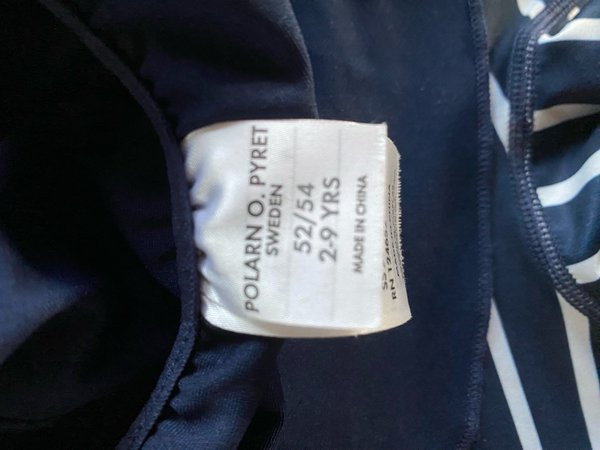 POLARN O. PYRET
SWEDEN
52/54
2-9 YRS
MADE IN CHINA